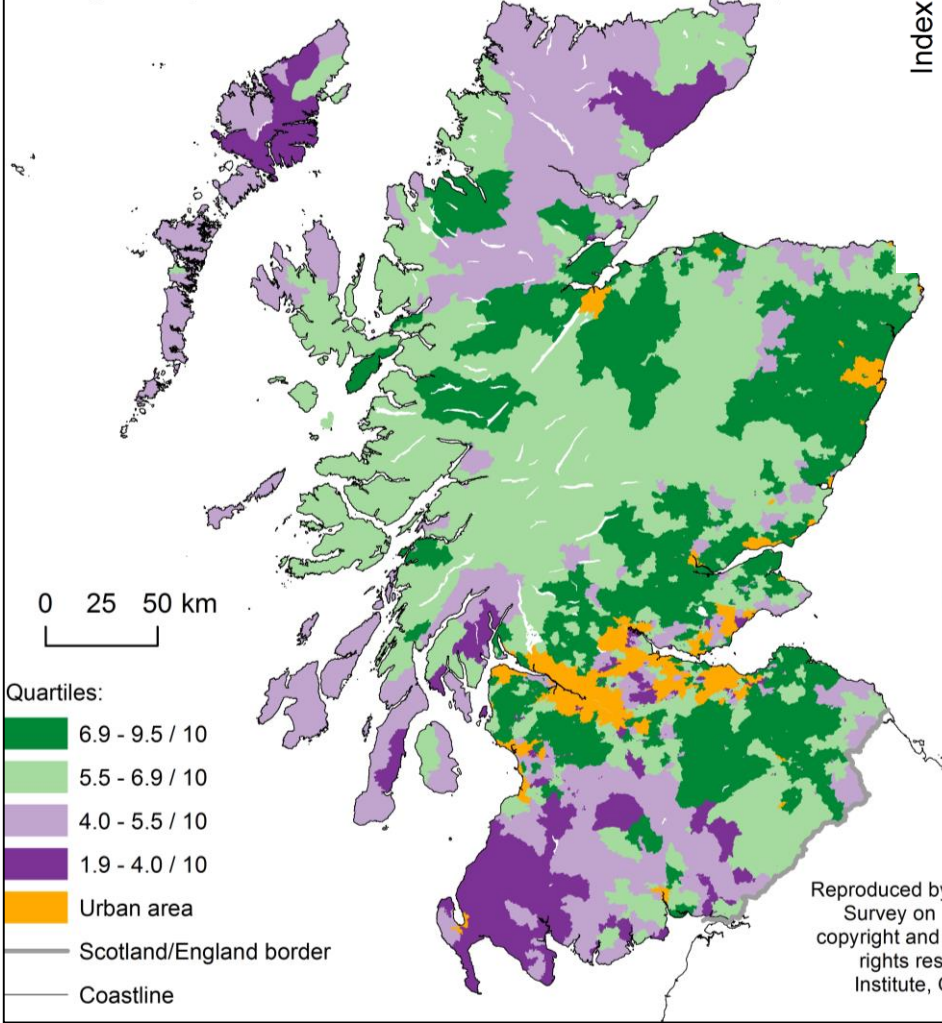 Index
0 25 50 km
Quartiles:
6.9 - 9.5 / 10
5.5 - 6.9 / 10
4.0 - 5.5 / 10
1.9 - 4.0 / 10
Urban area
Scotland/England border
Coastline
Reproduced by
Survey on
copyright and
rights res
Institute,